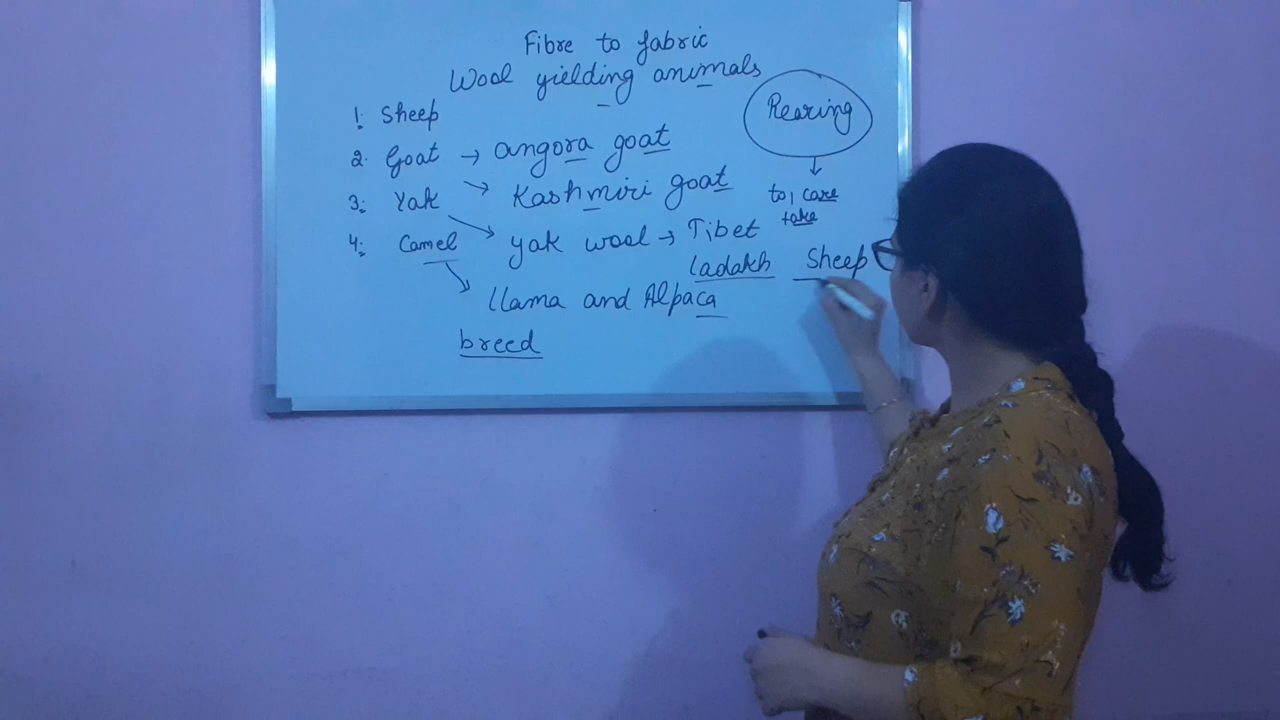 Fibre to fabric
Wool yielding animals
1. Sheep
2. Goat → angora goat
→ Kashmiri goat
3. Yak
yak wool → Tibet
ladakh
4. Camel
llama and Alpaca
breed
Rearing
to, care
take
Sheep